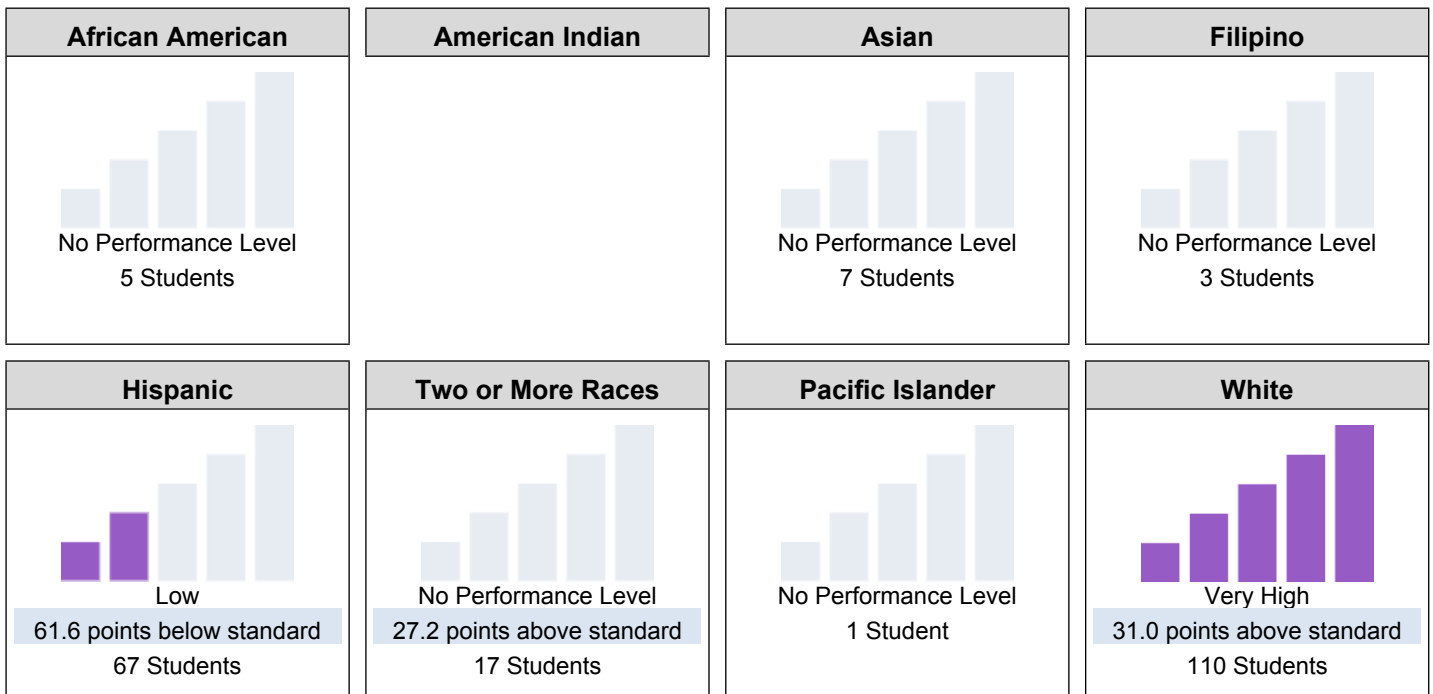 African American
No Performance Level
5 Students
American Indian
Asian
No Performance Level
7 Students
Filipino
No Performance Level
3 Students
Hispanic
Low
61.6 points below standard
67 Students
Two or More Races
No Performance Level
27.2 points above standard
17 Students
Pacific Islander
No Performance Level
1 Student
White
Very High
31.0 points above standard
110 Students